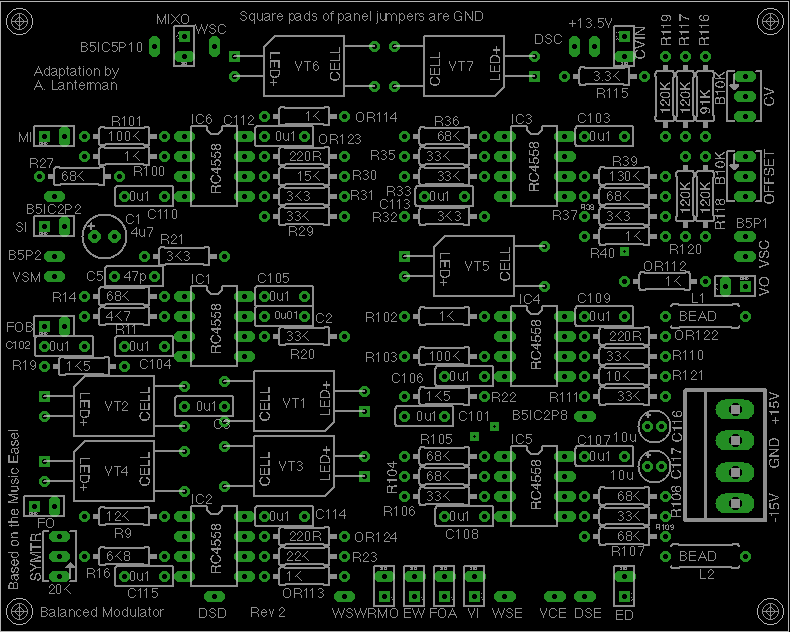 MIXO
WSC
Square pads of panel jumpers are GND
+13.5V
DSC
CVIN
R119
R117
R116
B5IC5P10
Adaptation by
A. Lanterman
LED+
VT6
CELL
CELL
VT7
LED+
3.3K
R115
120K
120K
91K
B10K
CV
R101
IC6
C112
1K
OR114
R36
IC3
C103
MI
100K
0u1
OR123
68K
0u1
R27
1K
R100
RC4558
220R
R30
R35
33K
RC4558
R39
B10K
OFFSET
68K
15K
R31
33K
130K
0u1
3K3
R33
C113
0u1
68K
120K
120K
R118
B5IC2P2
C110
33K
R29
R32
3K3
R37
R38
3K3
SI
C1
4u7
1K
R40
R120
B5P1
B5P2
R21
3K3
LED+
VT5
CELL
VSC
VSM
C5
47p
IC1
C105
OR112
1K
VO
R14
68K
0u1
IC4
C109
L1
4K7
0u01
C2
R102
1K
0u1
BEAD
FOB
R11
RC4558
33K
R20
RC4558
220R
OR122
C102
0u1
0u1
C104
R103
100K
33K
R110
R19
1K5
C106
0u1
10K
R121
LED+
VT2
CELL
CELL
VT1
LED+
1K5
R22
R111
33K
0u1
C3
0u1
C101
B5IC2P8
C116
+15V
LED+
VT4
CELL
CELL
VT3
LED+
R105
IC5
C107
10u
GND
68K
0u1
C117
R104
68K
RC4558
10u
R108
R106
33K
68K
-15V
Based on the Music Easel
FO
IC2
C114
0u1
C108
33K
R109
12K
0u1
68K
R107
R9
RC4558
220R
OR124
SYMTR
6K8
22K
R23
BEAD
R16
0u1
1K
OR113
L2
20K
C115
Balanced Modulator
DSD
Rev 2
WSW
RMO
EW
FOA
VI
WSE
VCE
DSE
ED